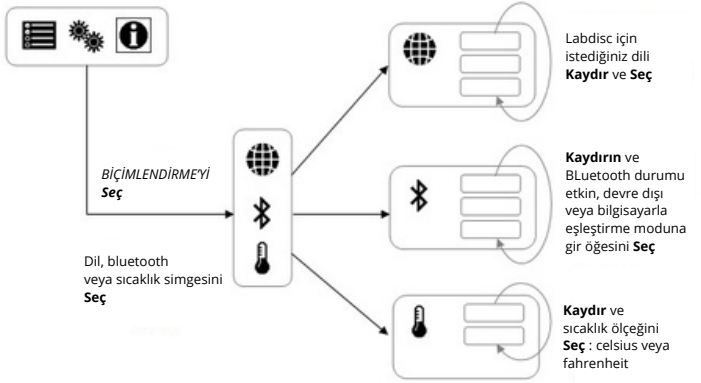 Labdisc için
istediğiniz dili
Kaydır ve Seç
BİÇİMLENDİRME'Yİ
Seç
Kaydırın ve
BLuetooth durumu
etkin, devre dışı
veya bilgisayarla
eşleştirme moduna
gir öğesini Seç
Dil, bluetooth
veya sıcaklık simgesini
Seç
Kaydır ve
sıcaklık ölçeğini
Seç : celsius veya
fahrenheit